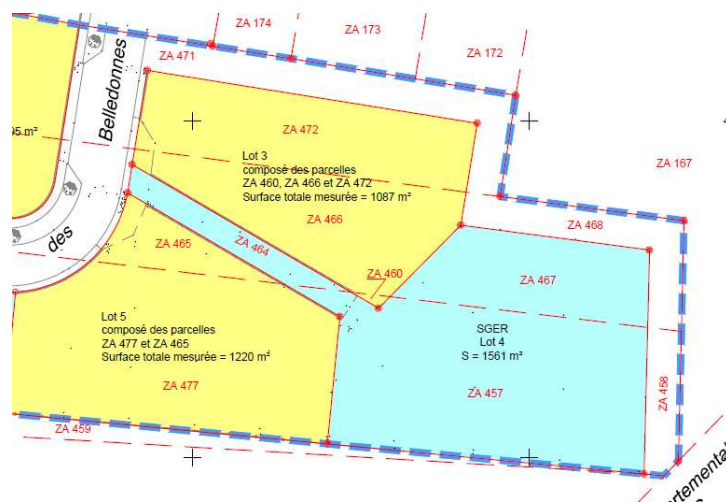 ZA 174
ZA 173
ZA 172
ZA 471
Belledonnes
ZA 472
95 m²
Lot 3
composé des parcelles
ZA 460, ZA 466 et ZA 472
Surface totale mesurée = 1087 m²
ZA 167
ZA 466
ZA 468
des
ZA 465
ZA 464
ZA 460
ZA 467
Lot 5
composé des parcelles
ZA 477 et ZA 465
Surface totale mesurée = 1220 m²
SGER
Lot 4
S = 1561 m²
ZA 477
ZA 457
ZA 458
ZA 459
artemental